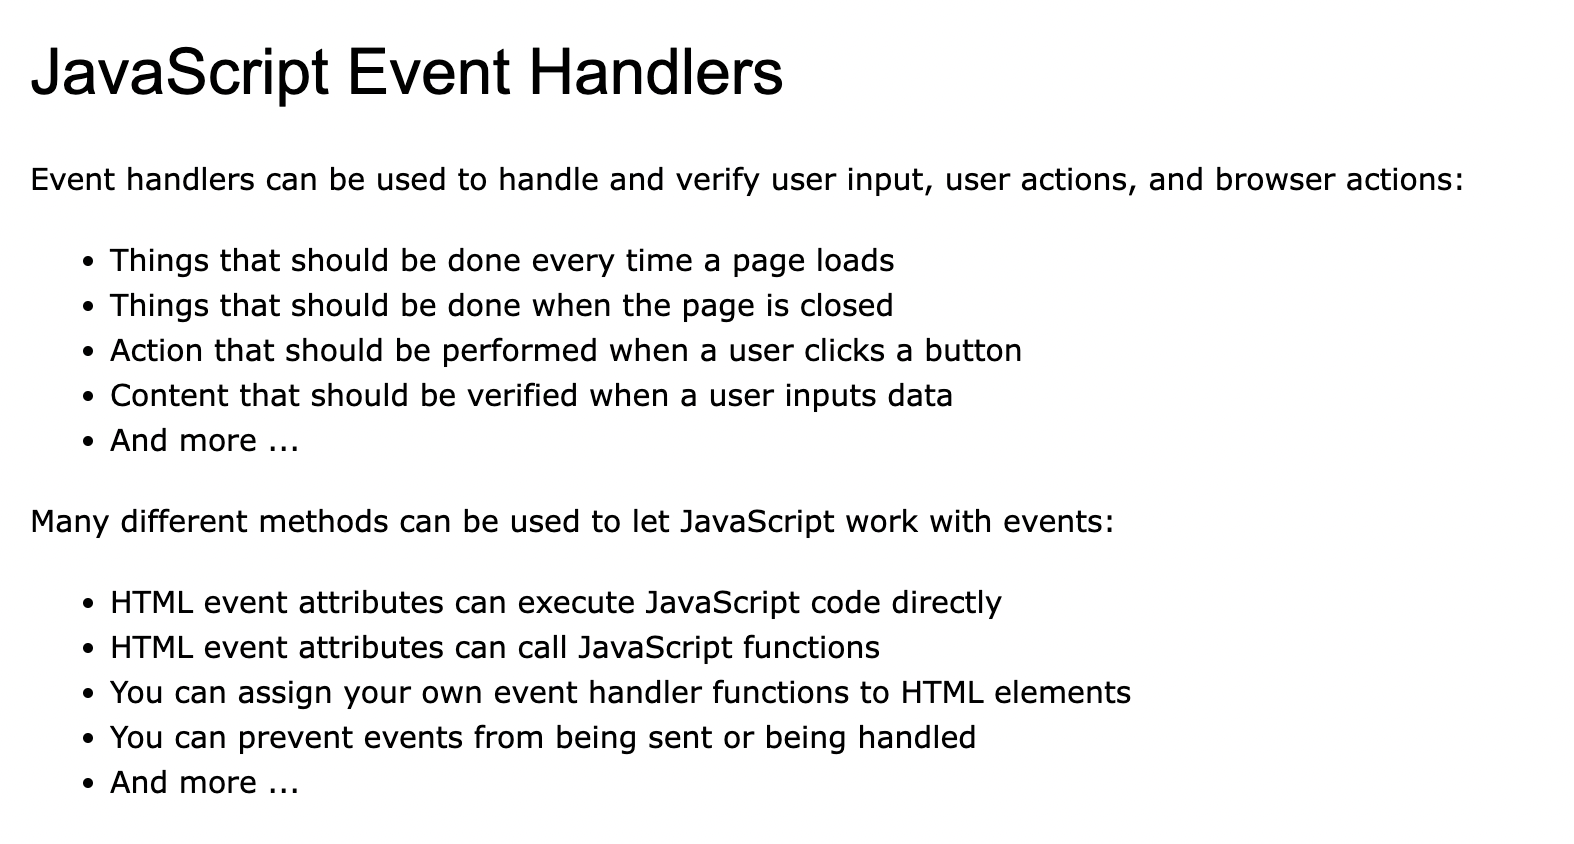 JavaScript Event Handlers
Event handlers can be used to handle and verify user input, user actions, and browser actions:
• Things that should be done every time a page loads
• Things that should be done when the page is closed
• Action that should be performed when a user clicks a button
• Content that should be verified when a user inputs data
• And more ...
Many different methods can be used to let JavaScript work with events:
• HTML event attributes can execute JavaScript code directly
• HTML event attributes can call JavaScript functions
• You can assign your own event handler functions to HTML elements
• You can prevent events from being sent or being handled
• And more ...